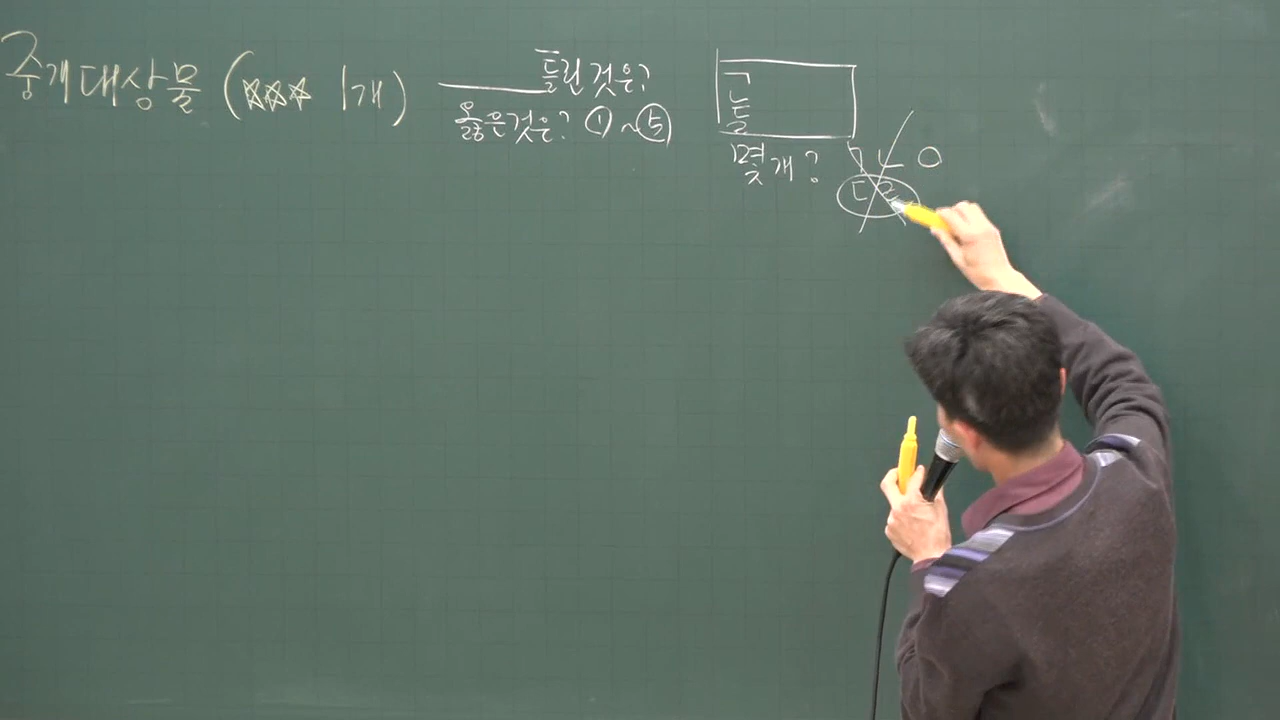 중개대상물 (☆☆☆ 1개)
틀린것은?
옳은것은? ①~⑤
ㄱ
ㄴ
ㄷ
ㄹ
몇개?
ㄱ ㄴ O
ㄷ ㄹ